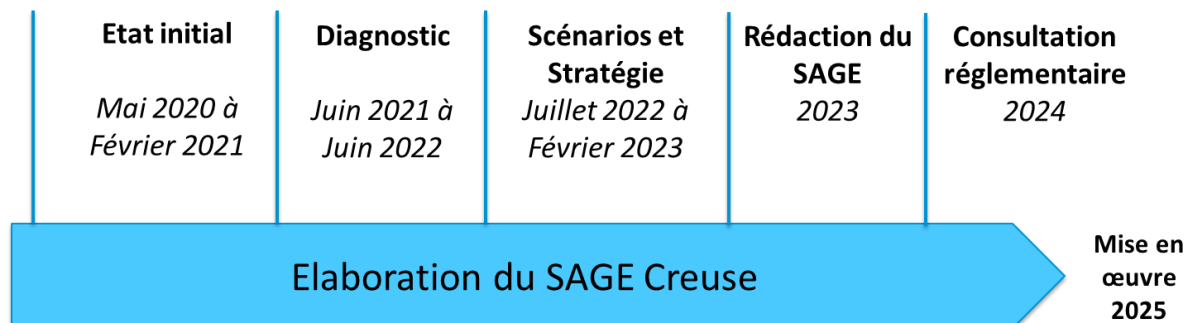 Etat initial
Mai 2020 à
Février 2021
Diagnostic
Juin 2021 à
Juin 2022
Scénarios et
Stratégie
Juillet 2022 à
Février 2023
Rédaction du
SAGE
2023
Consultation
réglementaire
2024
Elaboration du SAGE Creuse
Mise en
œuvre
2025